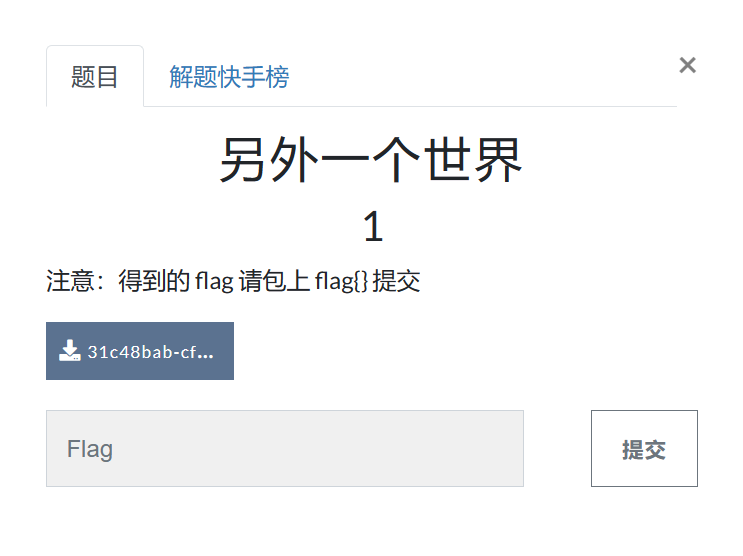 题目 解题快手榜 ×
另外一个世界
1
注意：得到的 flag 请包上 flag{} 提交
31c48bab-cf...
Flag 提交